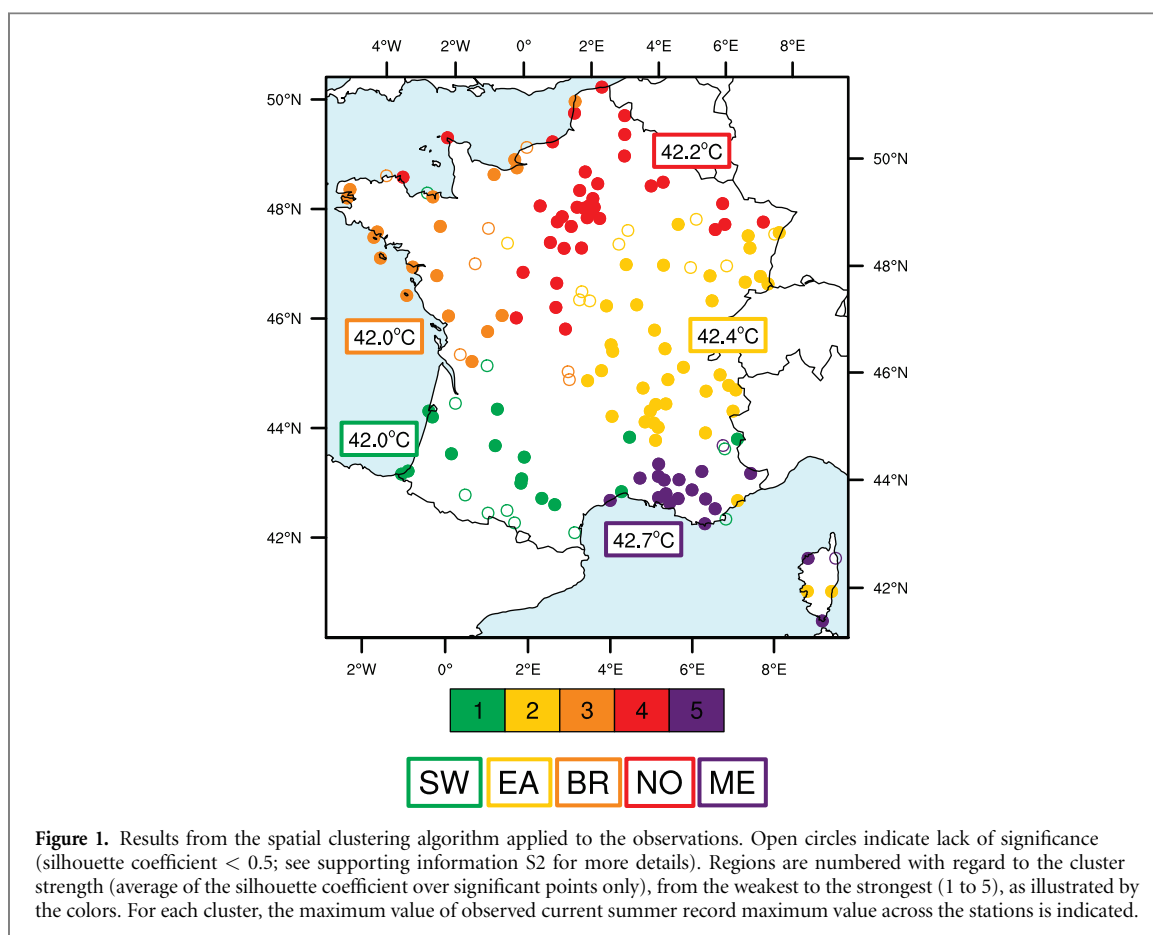 4°W 2°W 0° 2°E 4°E 6°E 8°E
50°N
42.2°C
50°N
48°N
48°N
46°N
42.0°C
42.4°C
46°N
44°N
42.0°C
44°N
42°N
42.7°C
42°N
2°W 0° 2°E 4°E 6°E 8°E
1 2 3 4 5
SW EA BR NO ME
Figure 1. Results from the spatial clustering algorithm applied to the observations. Open circles indicate lack of significance
(silhouette coefficient < 0.5; see supporting information S2 for more details). Regions are numbered with regard to the cluster
strength (average of the silhouette coefficient over significant points only), from the weakest to the strongest (1 to 5), as illustrated by
the colors. For each cluster, the maximum value of observed current summer record maximum value across the stations is indicated.